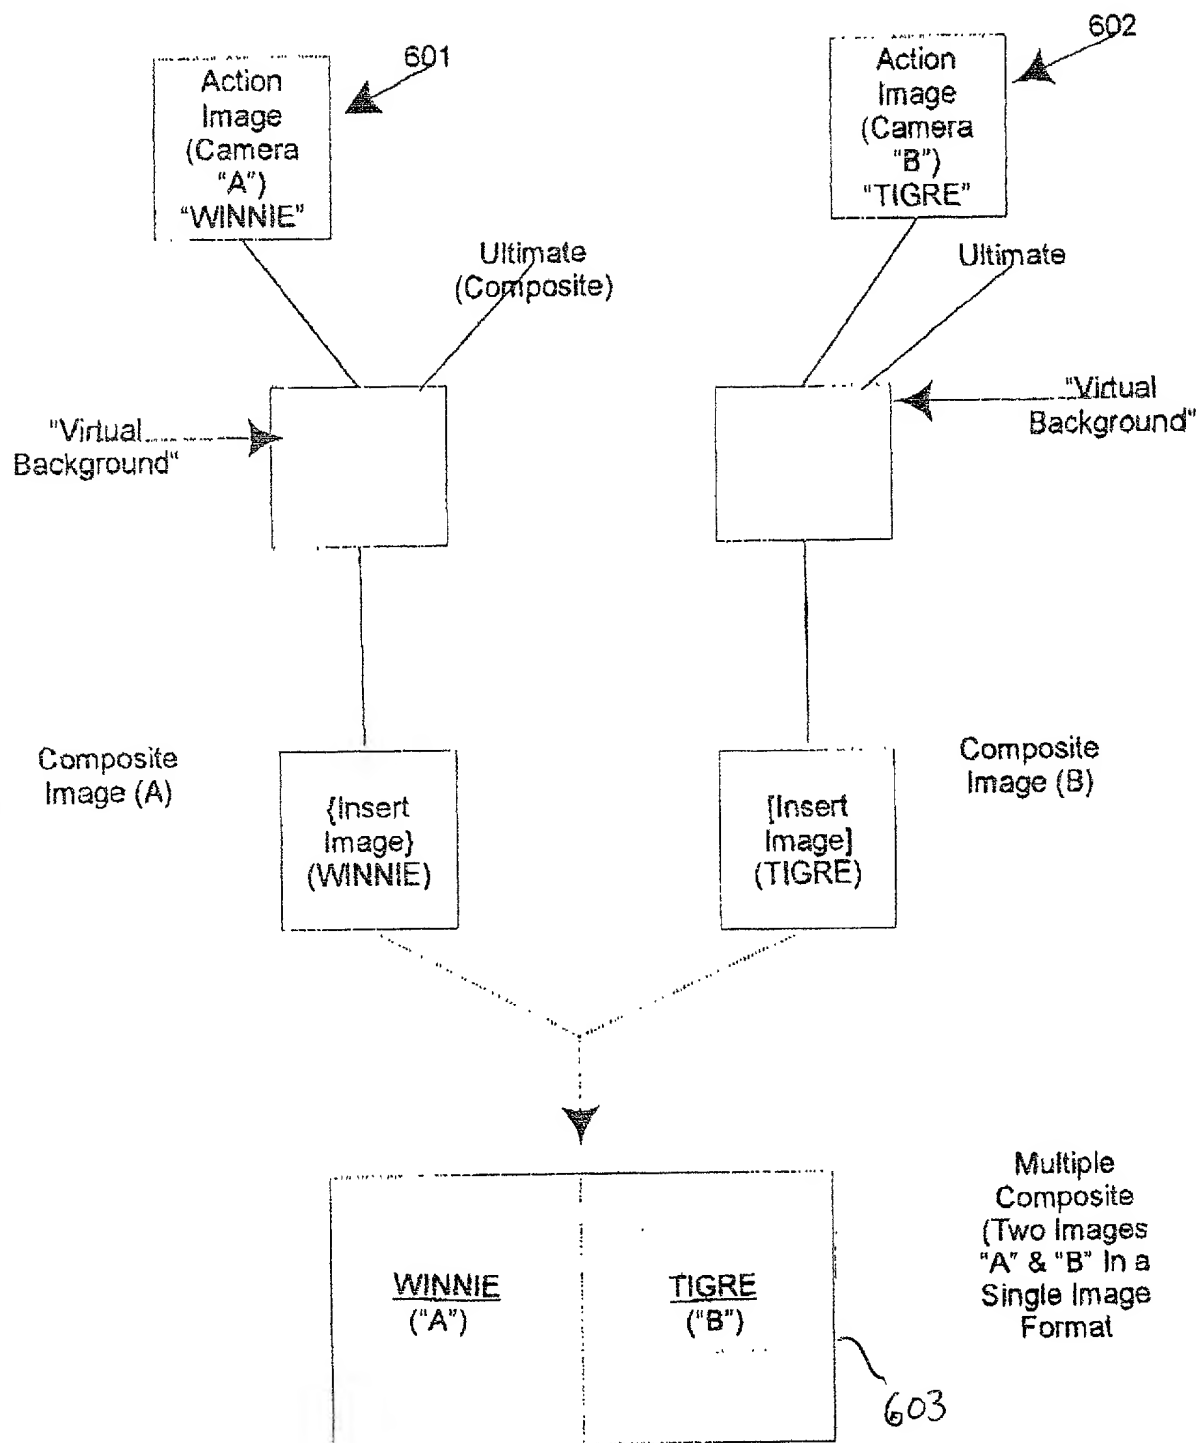 601
Action
Image
(Camera
"A")
"WINNIE"
602
Action
Image
(Camera
"B")
"TIGRE"
Ultimate
(Composite)
Ultimate
"Virtual
Background"
"Virtual
Background"
Composite
Image (A)
{Insert
Image}
(WINNIE)
[Insert
Image]
(TIGRE)
Composite
Image (B)
WINNIE
("A")
TIGRE
("B")
Multiple
Composite
(Two Images
"A" & "B" In a
Single Image
Format
603